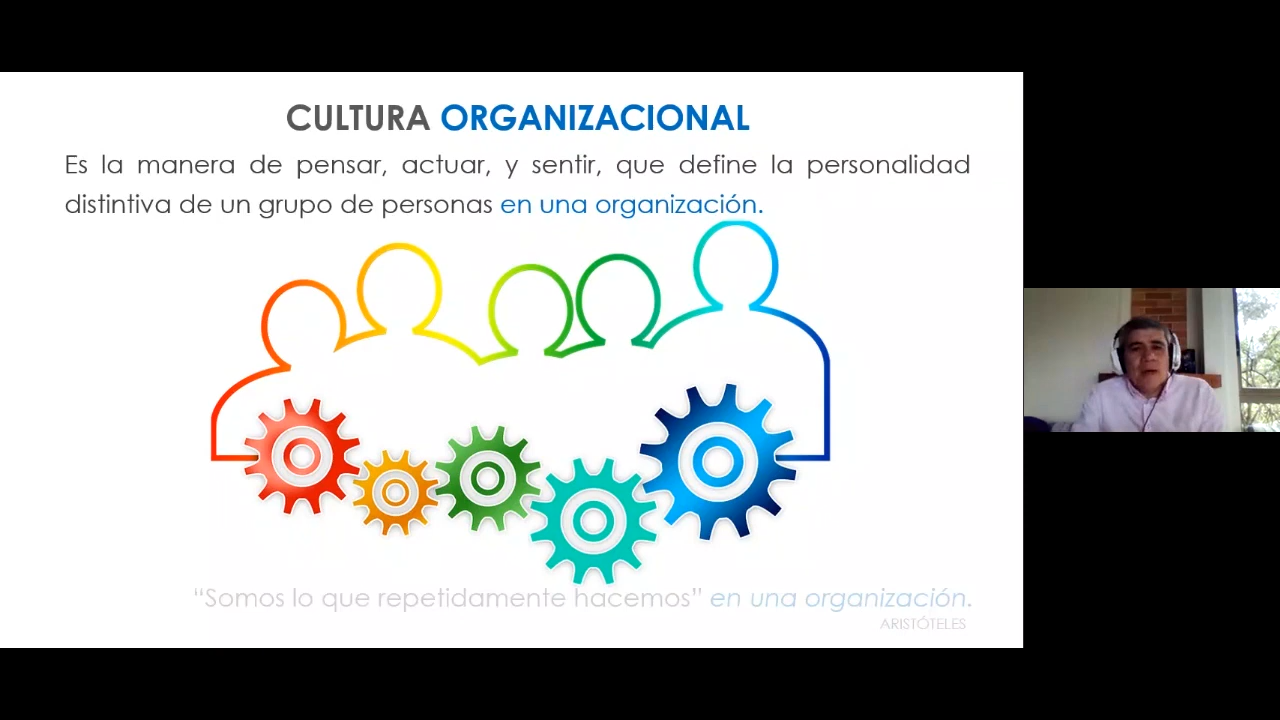 CULTURA ORGANIZACIONAL
Es la manera de pensar, actuar, y sentir, que define la personalidad
distintiva de un grupo de personas en una organización.
“Somos lo que repetidamente hacemos” en una organización.
ARISTÓTELES